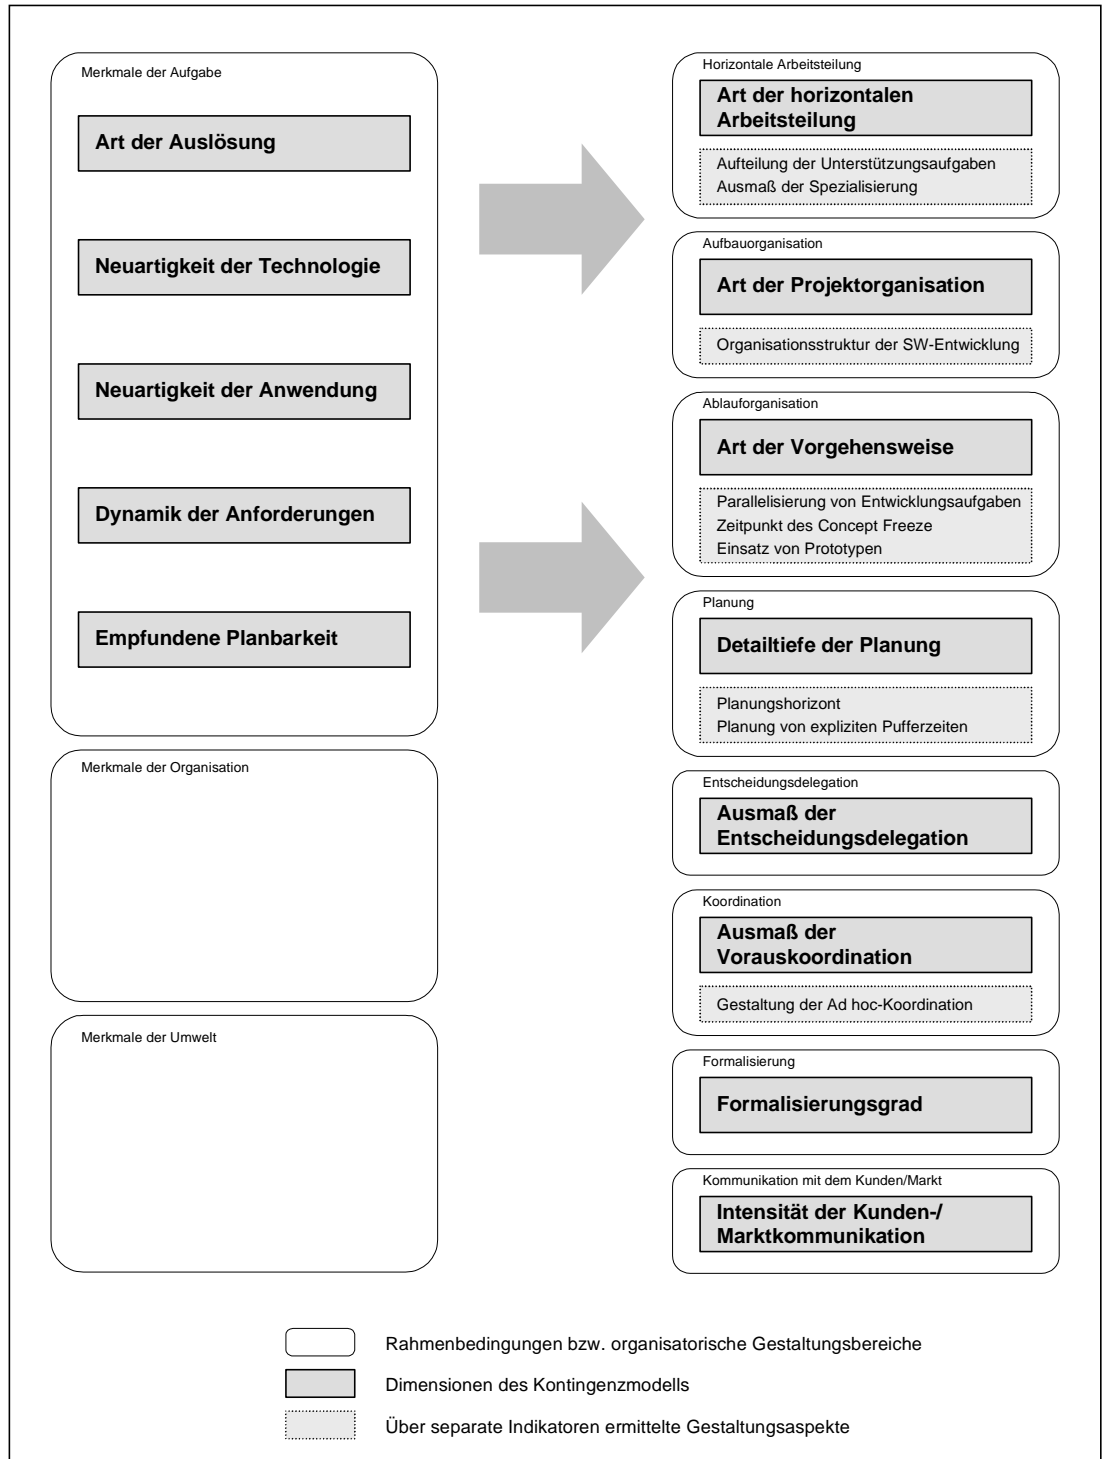 Merkmale der Aufgabe
Art der Auslösung
Neuartigkeit der Technologie
Neuartigkeit der Anwendung
Dynamik der Anforderungen
Empfundene Planbarkeit
Merkmale der Organisation
Merkmale der Umwelt
Horizontale Arbeitsteilung
Art der horizontalen
Arbeitsteilung
Aufteilung der Unterstützungsaufgaben
Ausmaß der Spezialisierung
Aufbauorganisation
Art der Projektorganisation
Organisationsstruktur der SW-Entwicklung
Ablauforganisation
Art der Vorgehensweise
Parallelisierung von Entwicklungsaufgaben
Zeitpunkt des Concept Freeze
Einsatz von Prototypen
Planung
Detailtiefe der Planung
Planungshorizont
Planung von expliziten Pufferzeiten
Entscheidungsdelegation
Ausmaß der
Entscheidungsdelegation
Koordination
Ausmaß der
Vorauskoordination
Gestaltung der Ad hoc-Koordination
Formalisierung
Formalisierungsgrad
Kommunikation mit dem Kunden/Markt
Intensität der Kunden-/
Marktkommunikation
Rahmenbedingungen bzw. organisatorische Gestaltungsbereiche
Dimensionen des Kontingenzmodells
Über separate Indikatoren ermittelte Gestaltungsaspekte